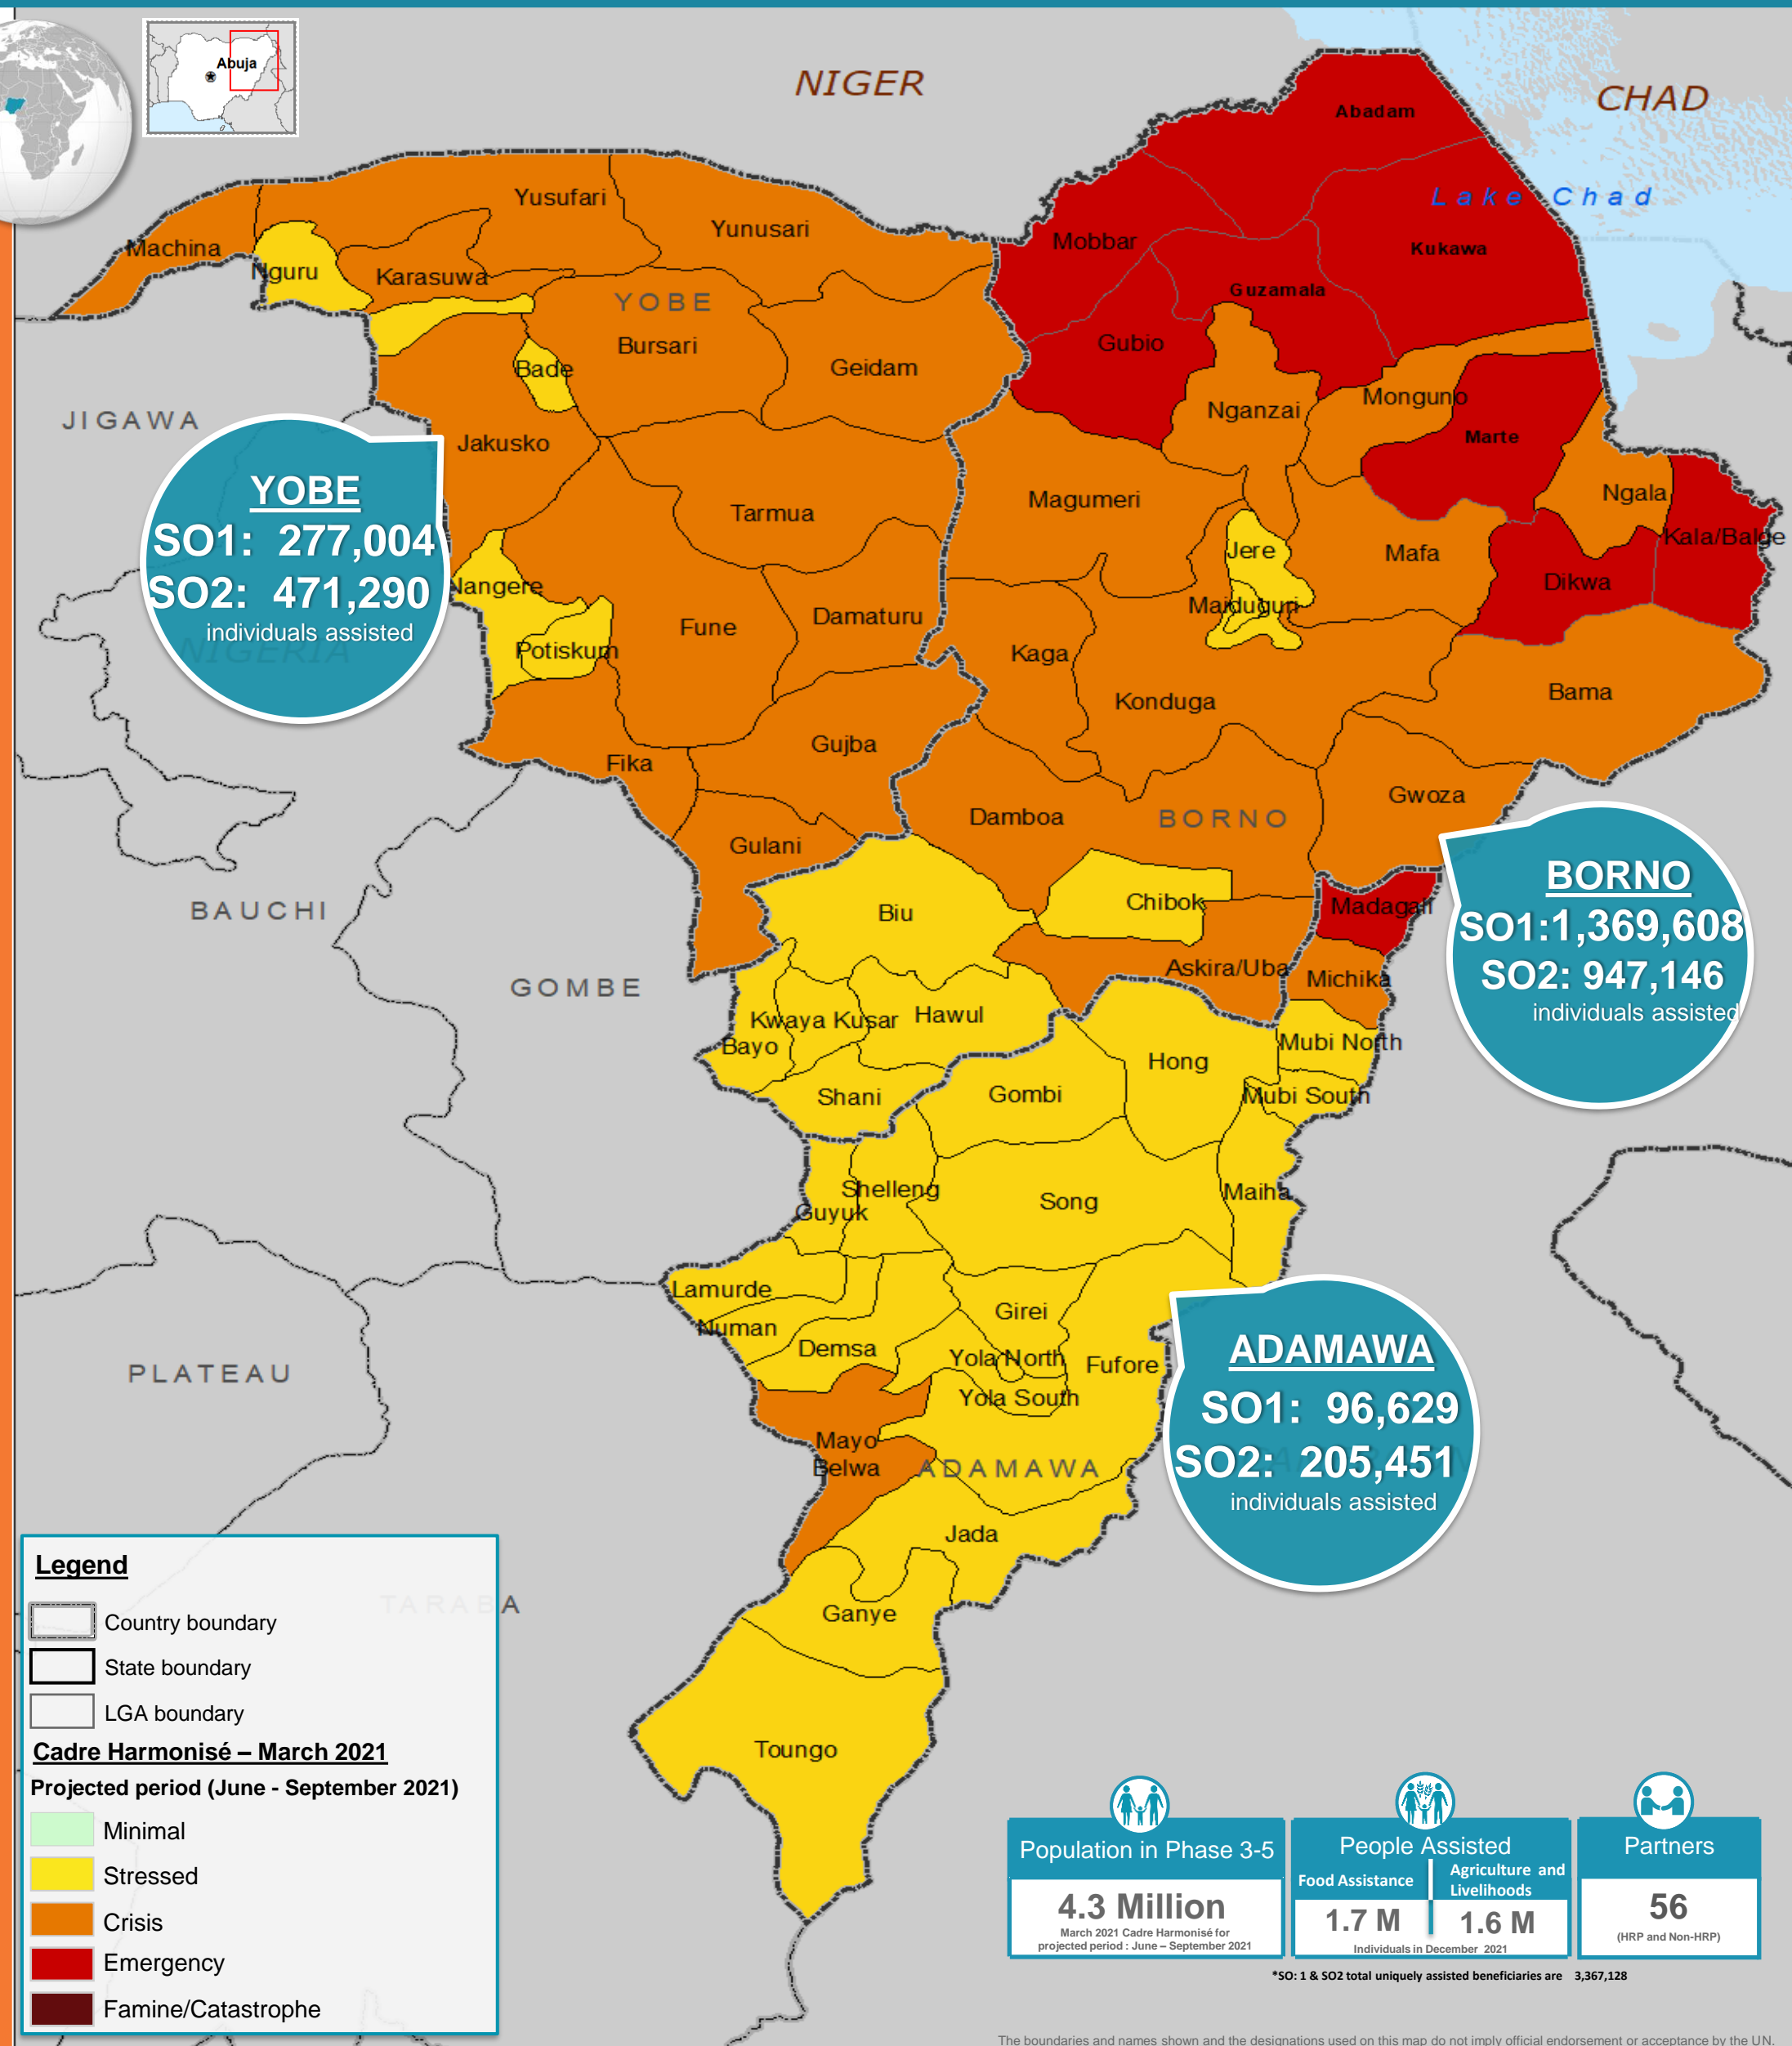 Abuja
NIGER
CHAD
Lake Chad
Abadam
Kukawa
Mobbar
Guzamala
Gubio
Yusufari
Yunusari
Machina
Nguru
Karasuwa
YOBE
Bursari
Bade
Geidam
Nganzai
Monguno
Marte
JIGAWA
Jakusko
Magumeri
Ngala
Tarmua
Jere
Mafa
Kala/Balge
Dikwa
Nangere
Maiduguri
Damaturu
Fune
Potiskum
Kaga
Konduga
Bama
NIGERIA
Gujba
Fika
Gwoza
Damboa
BORNO
Gulani
YOBE
SO1: 277,004
SO2: 471,290
individuals assisted
BORNO
SO1:1,369,608
SO2: 947,146
individuals assisted
BAUCHI
Biu
Chibok
Madagali
Askira/Uba
Michika
GOMBE
Kwaya Kusar
Hawul
Bayo
Mubi North
Hong
Shani
Gombi
Mubi South
Shelleng
Guyuk
Song
Maiha
Lamurde
Numan
Girei
Demsa
Yola North
Fufore
Yola South
PLATEAU
Mayo
Belwa
ADAMAWA
Jada
Ganye
Toungo
TARABA
ADAMAWA
SO1: 96,629
SO2: 205,451
individuals assisted
Legend
Country boundary
State boundary
LGA boundary
Cadre Harmonisé – March 2021
Projected period (June - September 2021)
Minimal
Stressed
Crisis
Emergency
Famine/Catastrophe
Population in Phase 3-5
4.3 Million
March 2021 Cadre Harmonisé for
projected period : June – September 2021
People Assisted
Food Assistance
Agriculture and
Livelihoods
1.7 M
1.6 M
Individuals in December 2021
Partners
56
(HRP and Non-HRP)
*SO: 1 & SO2 total uniquely assisted beneficiaries are 3,367,128
The boundaries and names shown and the designations used on this map do not imply official endorsement or acceptance by the U.N.